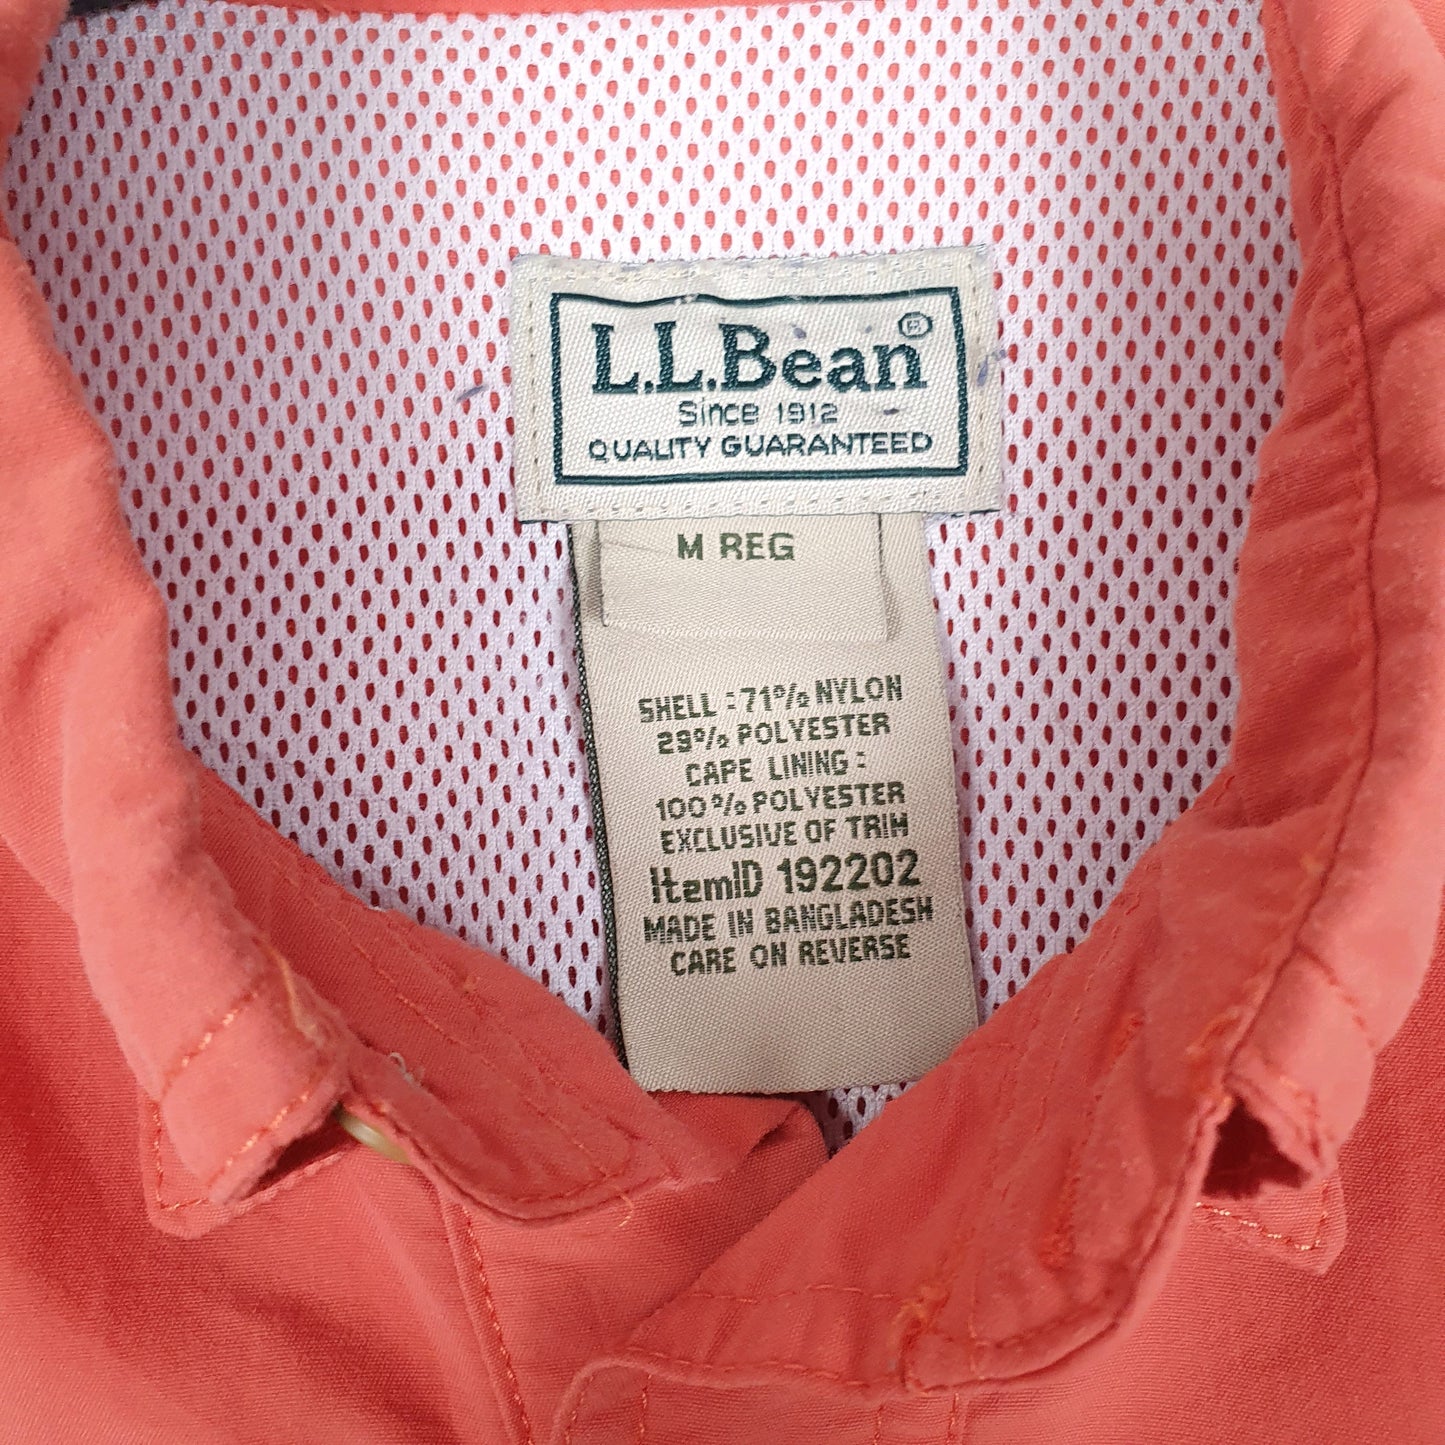 L.L.Bean®
Since 1912
QUALITY GUARANTEED
M REG
SHELL : 71% NYLON
29% POLYESTER
CAPE LINING :
100% POLYESTER
EXCLUSIVE OF TRIM
ItemID 192202
MADE IN BANGLADESH
CARE ON REVERSE